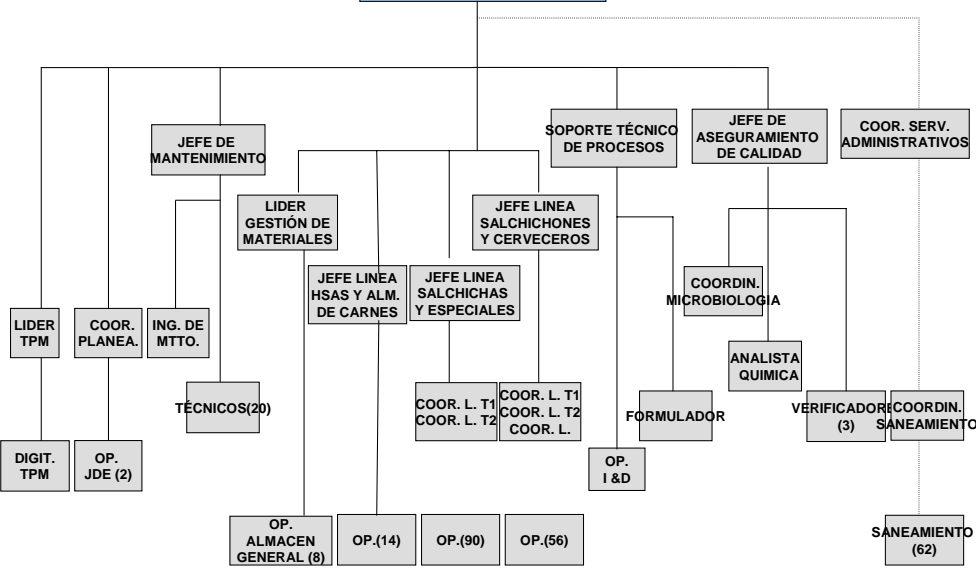 JEFE DE
MANTENIMIENTO
SOPORTE TÉCNICO
DE PROCESOS
JEFE DE
ASEGURAMIENTO
DE CALIDAD
COOR. SERV.
ADMINISTRATIVOS
LIDER
GESTIÓN DE
MATERIALES
JEFE LINEA
SALCHICHONES
Y CERVECEROS
JEFE LINEA
HSAS Y ALM.
DE CARNES
JEFE LINEA
SALCHICHAS
Y ESPECIALES
COORDIN.
MICROBIOLOGIA
LIDER
TPM
COOR.
PLANEA.
ING. DE
MTTO.
ANALISTA
QUIMICA
TÉCNICOS(20)
COOR. L. T1
COOR. L. T2
COOR. L. T1
COOR. L. T2
COOR. L.
FORMULADOR
VERIFICADORE
(3)
COORDIN.
SANEAMIENTO
DIGIT.
TPM
OP.
JDE (2)
OP.
I &D
OP.
ALMACEN
GENERAL (8)
OP.(14)
OP.(90)
OP.(56)
SANEAMIENTO
(62)